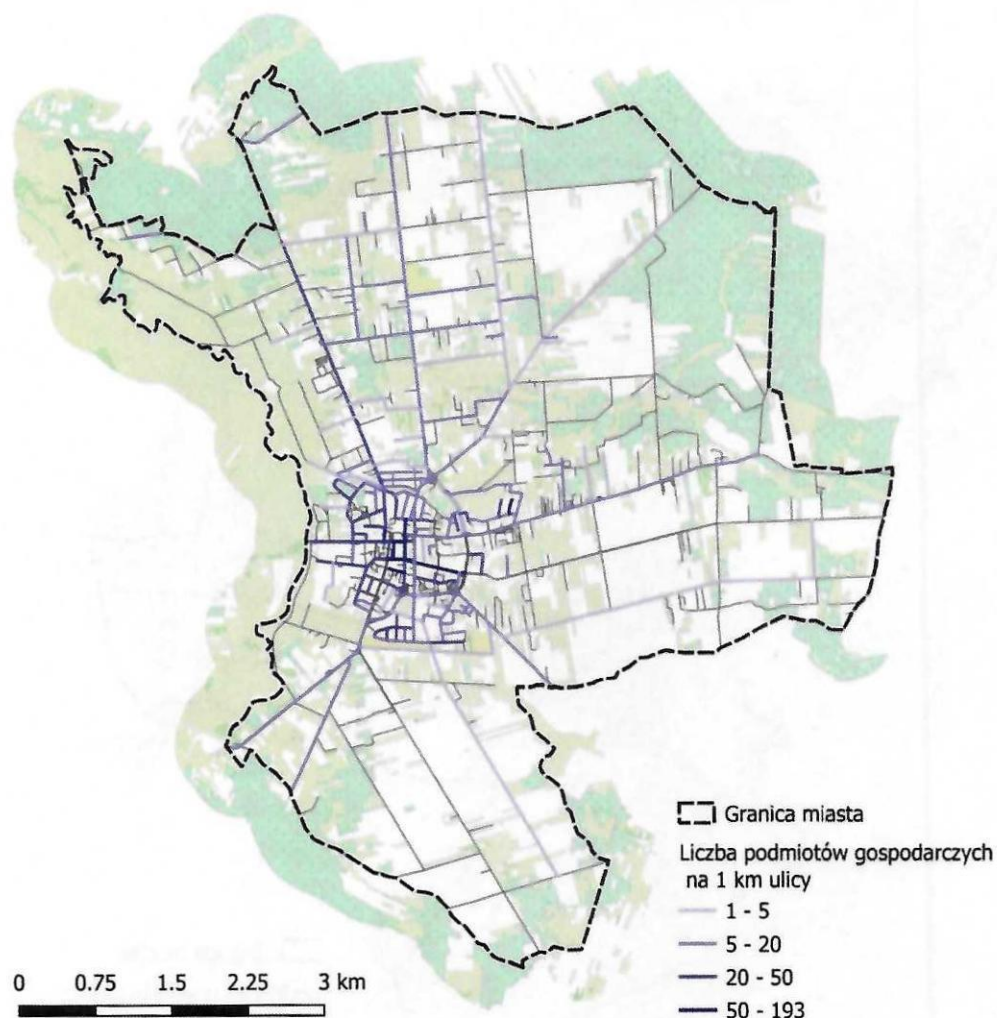 Granica miasta
Liczba podmiotów gospodarczych
na 1 km ulicy
1 - 5
5 - 20
20 - 50
50 - 193
0 0.75 1.5 2.25 3 km